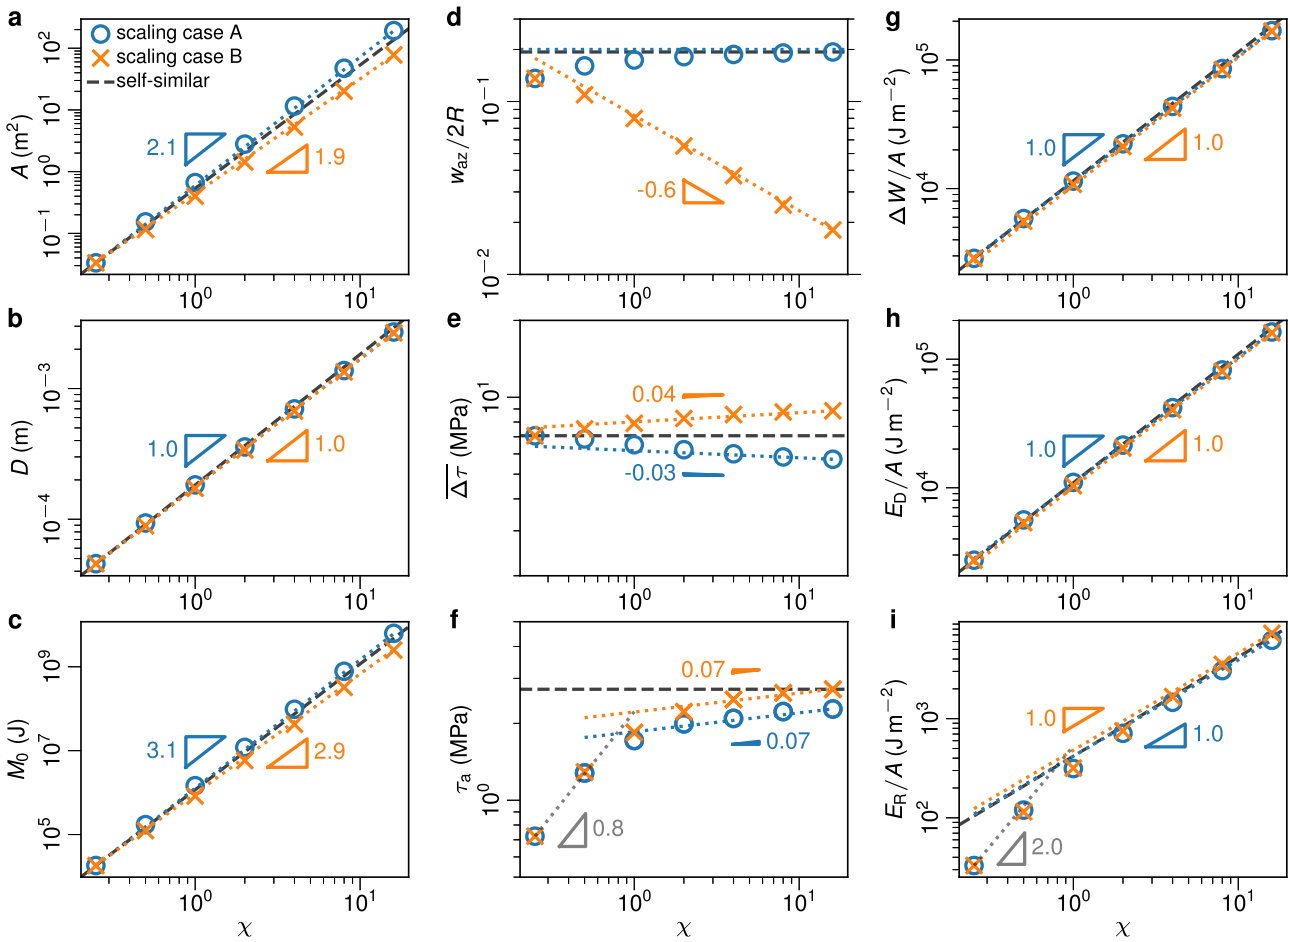 a
scaling case A
scaling case B
self-similar
2.1
1.9
10² 10¹ 10⁰ 10⁻¹
A (m²)
10⁰ 10¹
d
-0.6
10⁻¹ 10⁻²
w_az/2R
10⁰ 10¹
g
1.0
1.0
10⁵ 10⁴
ΔW/A (J m⁻²)
10⁰ 10¹
b
1.0
1.0
10⁻³ 10⁻⁴
D (m)
10⁰ 10¹
e
0.04
-0.03
10¹
Δτ̅ (MPa)
10⁰ 10¹
h
1.0
1.0
10⁵ 10⁴
E_D/A (J m⁻²)
10⁰ 10¹
c
3.1
2.9
10⁹ 10⁷ 10⁵
M₀ (J)
10⁰ 10¹
χ
f
0.07
0.07
0.8
10⁰
τ_a (MPa)
10⁰ 10¹
χ
i
1.0
1.0
2.0
10³ 10²
E_R/A (J m⁻²)
10⁰ 10¹
χ